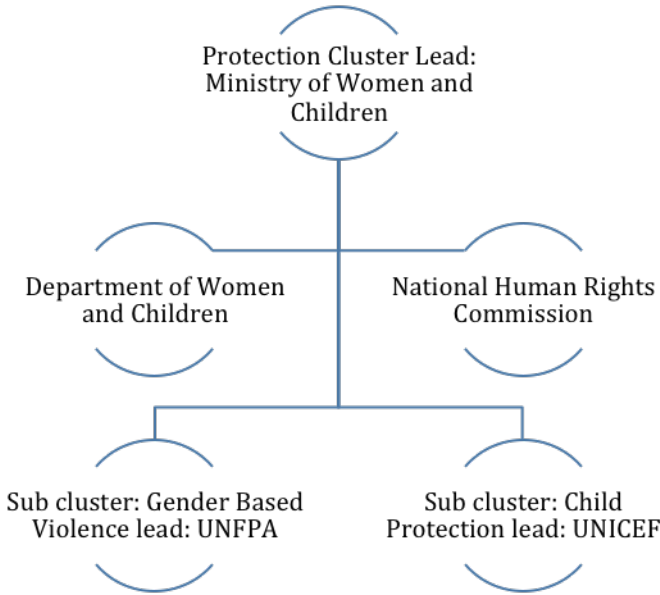 Protection Cluster Lead:
Ministry of Women and
Children
Department of Women
and Children
National Human Rights
Commission
Sub cluster: Gender Based
Violence lead: UNFPA
Sub cluster: Child
Protection lead: UNICEF